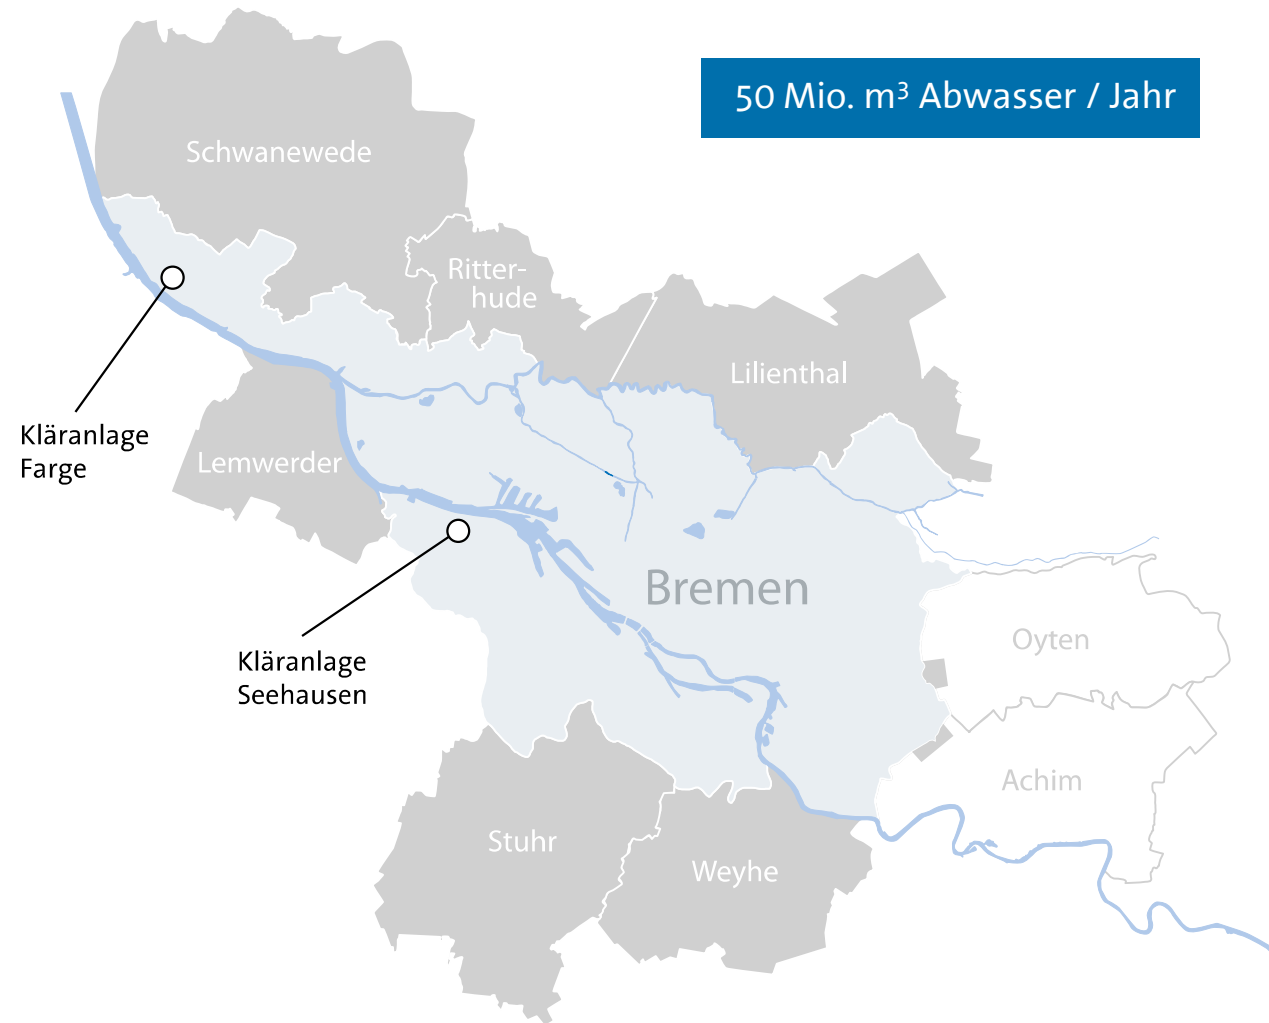 50 Mio. m³ Abwasser / Jahr
Schwanewede
Ritter-
hude
Lilienthal
Kläranlage
Farge
Lemwerder
Bremen
Kläranlage
Seehausen
Oyten
Achim
Stuhr
Weyhe